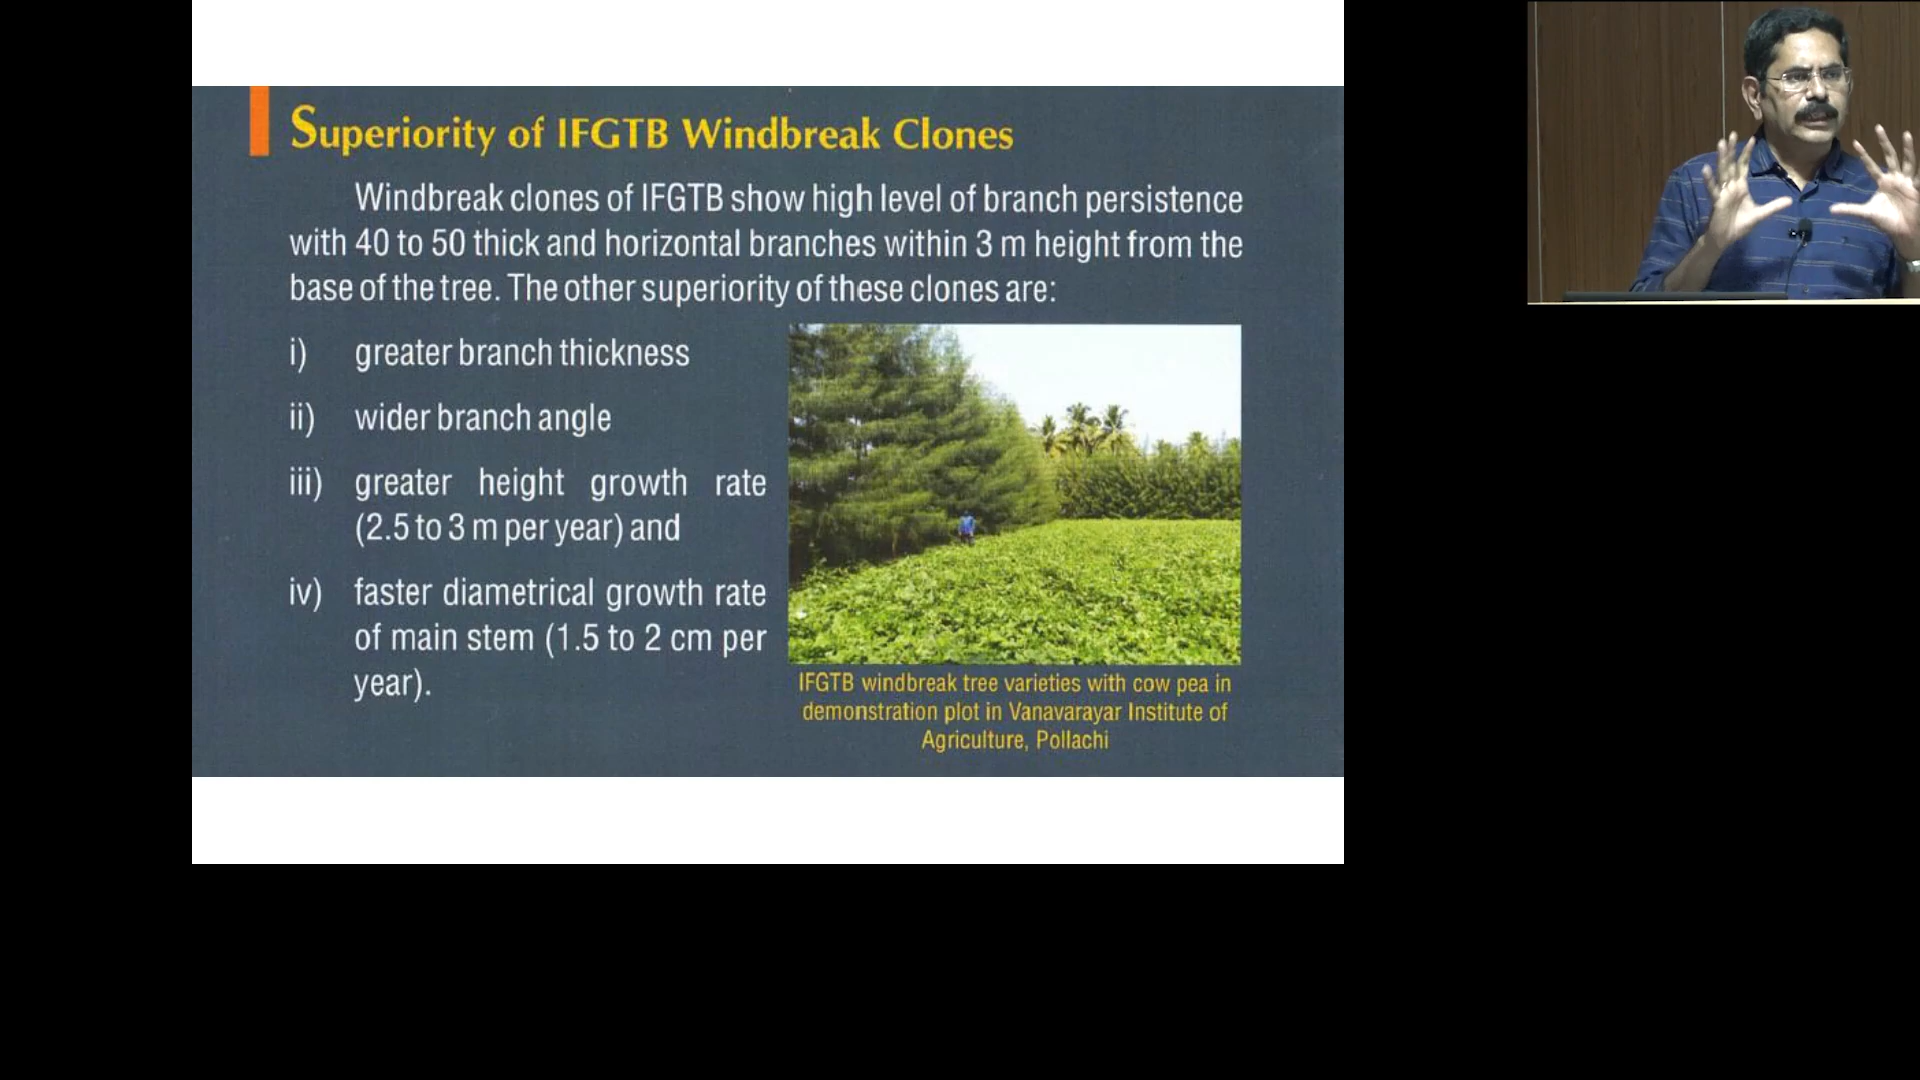 Superiority of IFGTB Windbreak Clones
Windbreak clones of IFGTB show high level of branch persistence
with 40 to 50 thick and horizontal branches within 3 m height from the
base of the tree. The other superiority of these clones are:
i) greater branch thickness
ii) wider branch angle
iii) greater height growth rate
(2.5 to 3 m per year) and
iv) faster diametrical growth rate
of main stem (1.5 to 2 cm per
year).
IFGTB windbreak tree varieties with cow pea in
demonstration plot in Vanavarayar Institute of
Agriculture, Pollachi